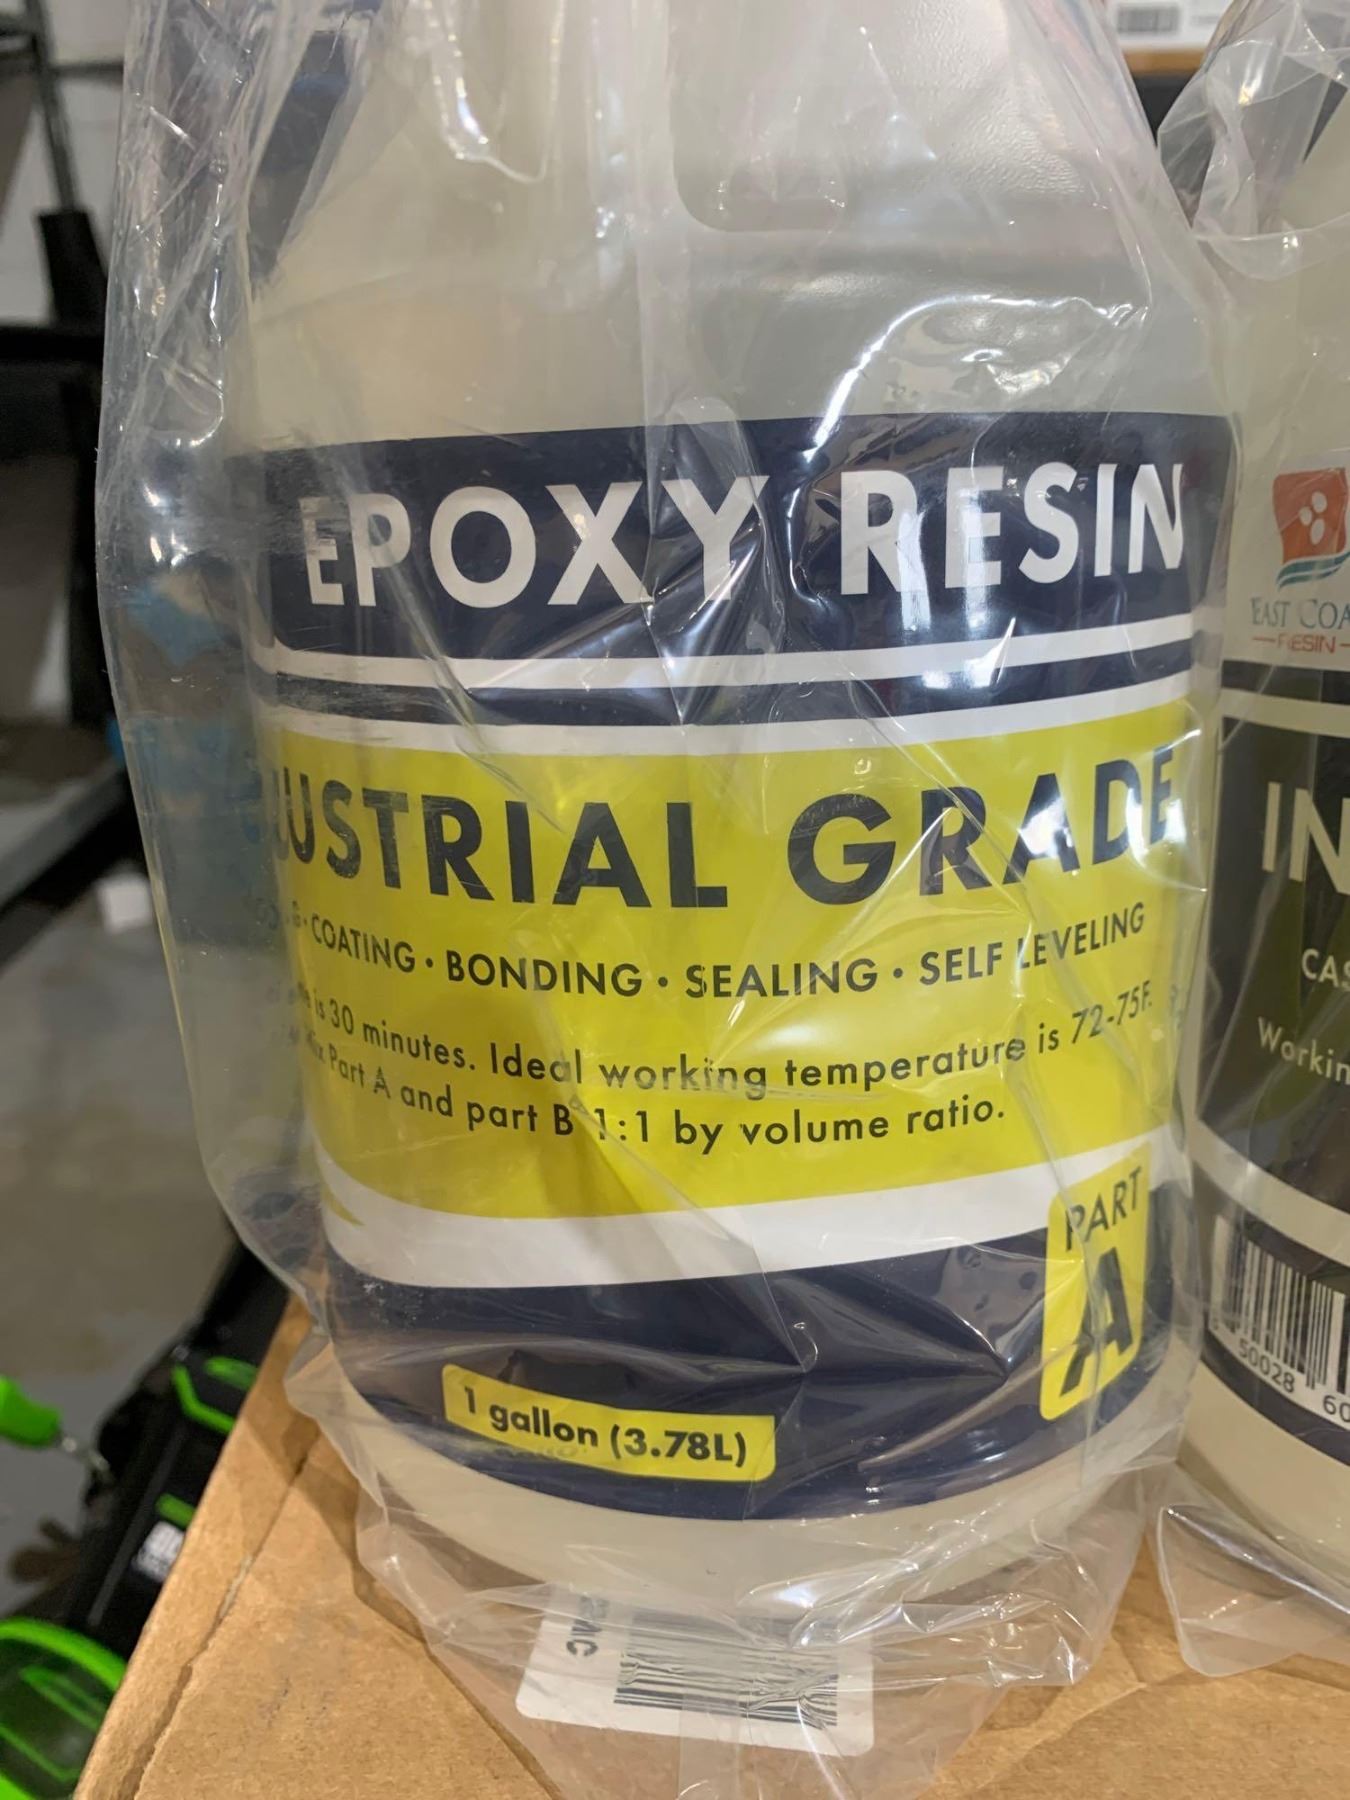 EPOXY RESIN
USTRIAL GRADE
COATING • BONDING • SEALING • SELF LEVELING
is 30 minutes. Ideal working temperature is 72-75F.
Mix Part A and part B 1:1 by volume ratio.
PART
A
1 gallon (3.78L)
EAST COA
RESIN
IN
CAS
Workin
50028
60